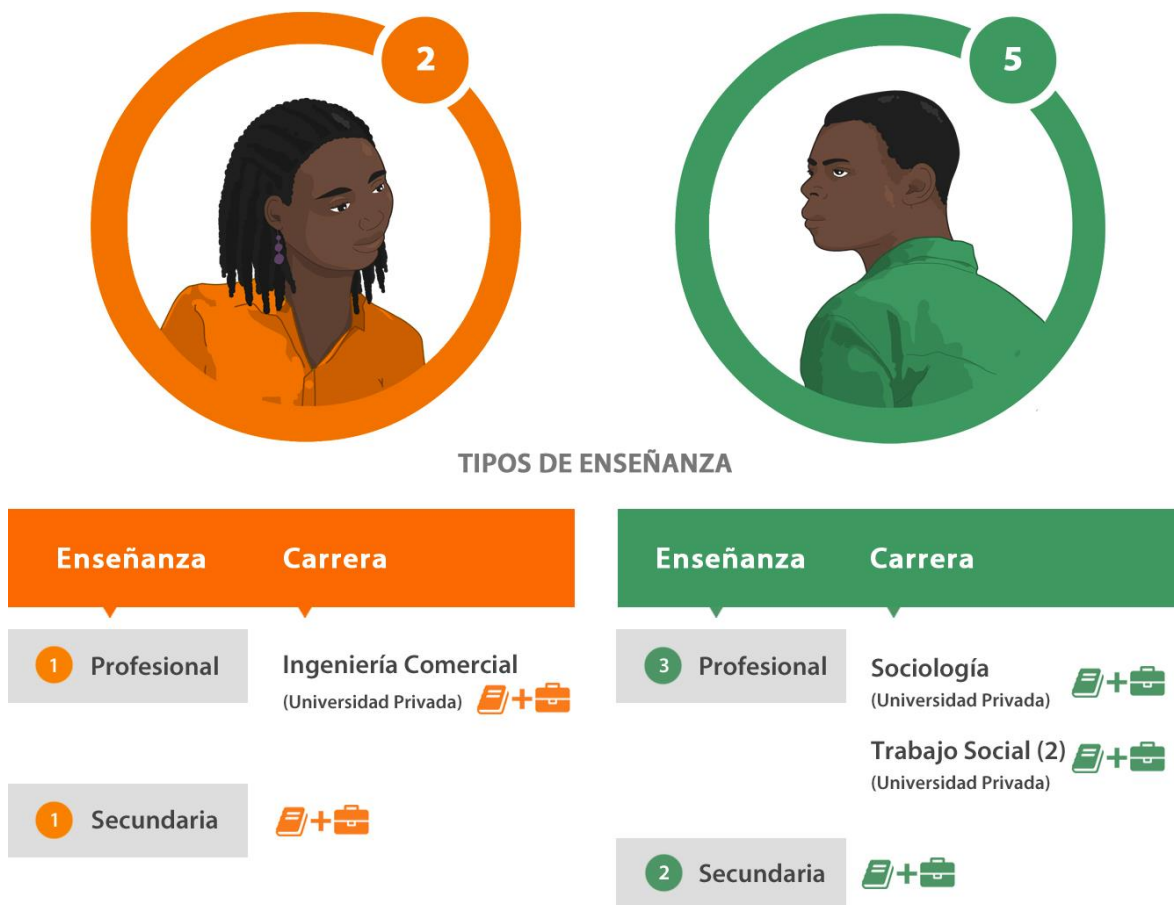 2
5
TIPOS DE ENSEÑANZA
Enseñanza Carrera
1 Profesional Ingeniería Comercial
(Universidad Privada) +
1 Secundaria +
Enseñanza Carrera
3 Profesional Sociología
(Universidad Privada) +
Trabajo Social (2) +
(Universidad Privada)
2 Secundaria +